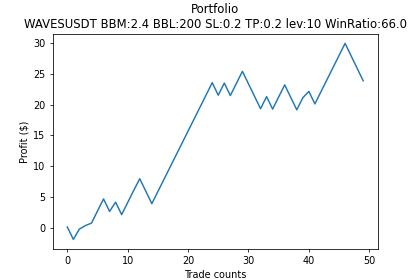 Portfolio
WAVESUSDT BBM:2.4 BBL:200 SL:0.2 TP:0.2 lev:10 WinRatio:66.0
30
25
20
15
10
5
0
Profit ($)
0 10 20 30 40 50
Trade counts